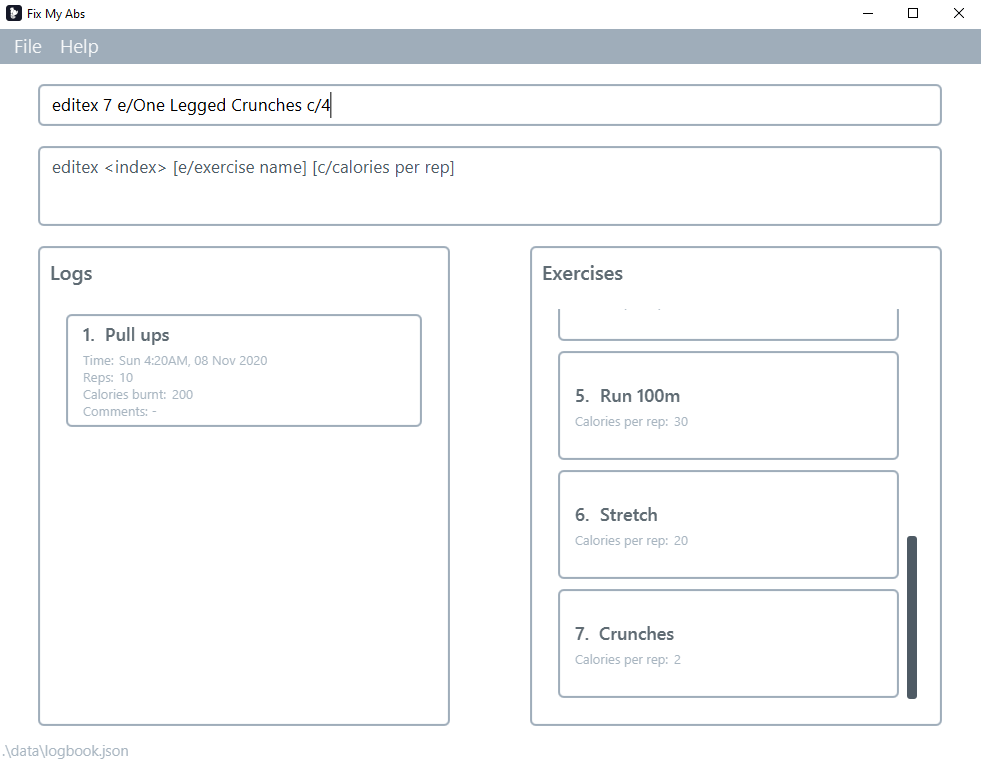 Fix My Abs
File Help
editex 7 e/One Legged Crunches c/4
editex <index> [e/exercise name] [c/calories per rep]
Logs
1. Pull ups
Time: Sun 4:20AM, 08 Nov 2020
Reps: 10
Calories burnt: 200
Comments: -
Exercises
5. Run 100m
Calories per rep: 30
6. Stretch
Calories per rep: 20
7. Crunches
Calories per rep: 2
.\data\logbook.json